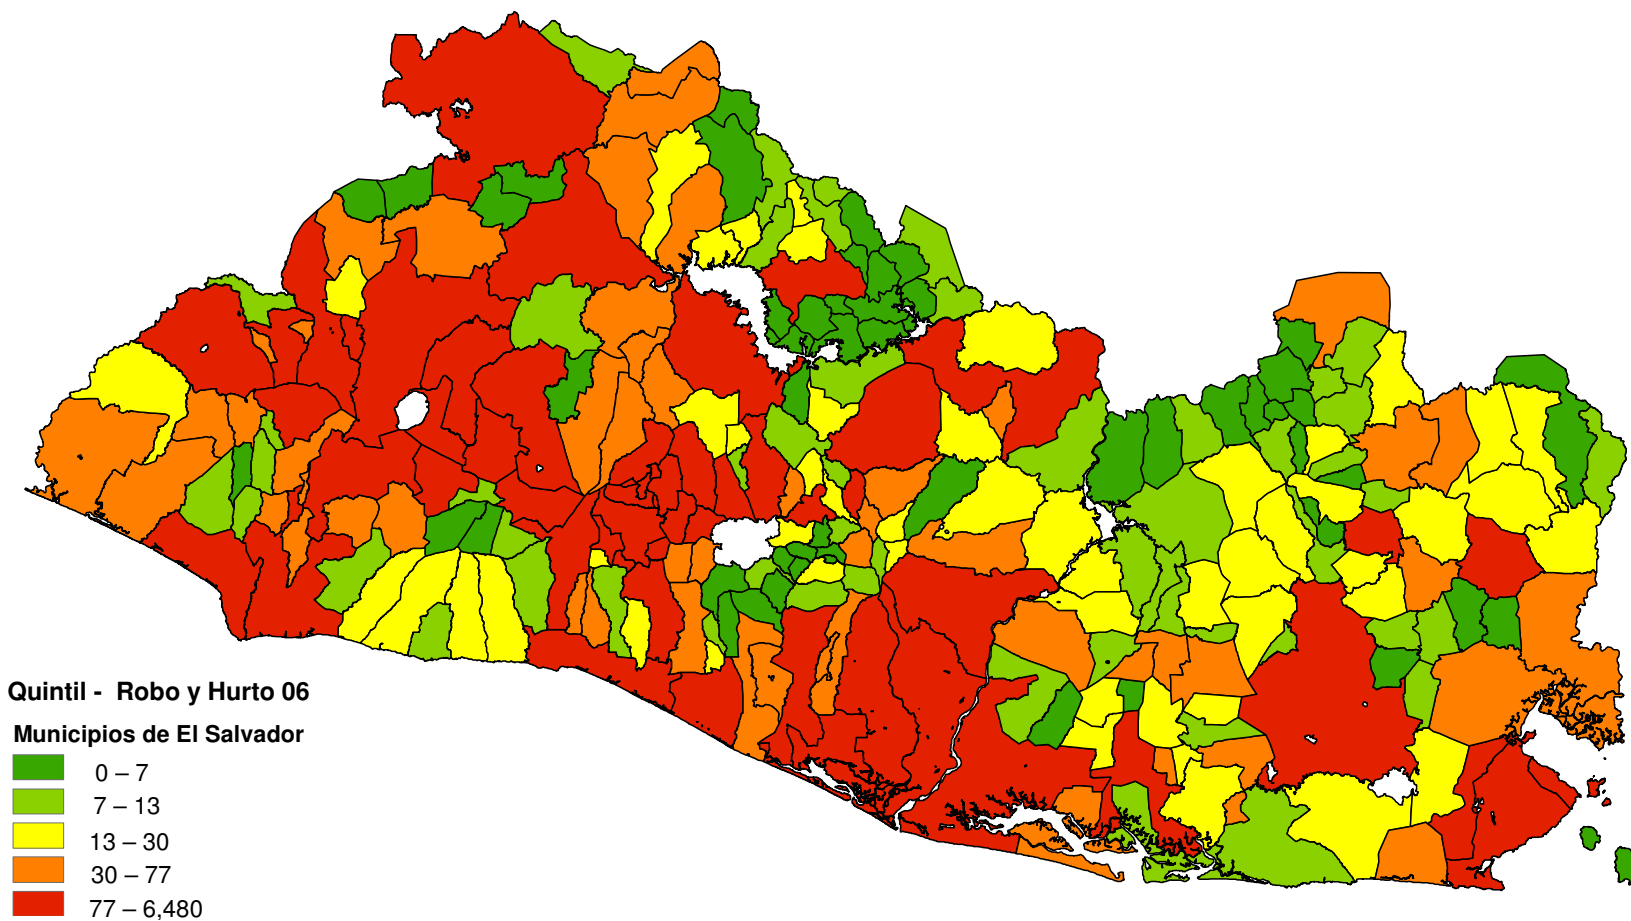 Quintil - Robo y Hurto 06
Municipios de El Salvador
0 – 7
7 – 13
13 – 30
30 – 77
77 – 6,480